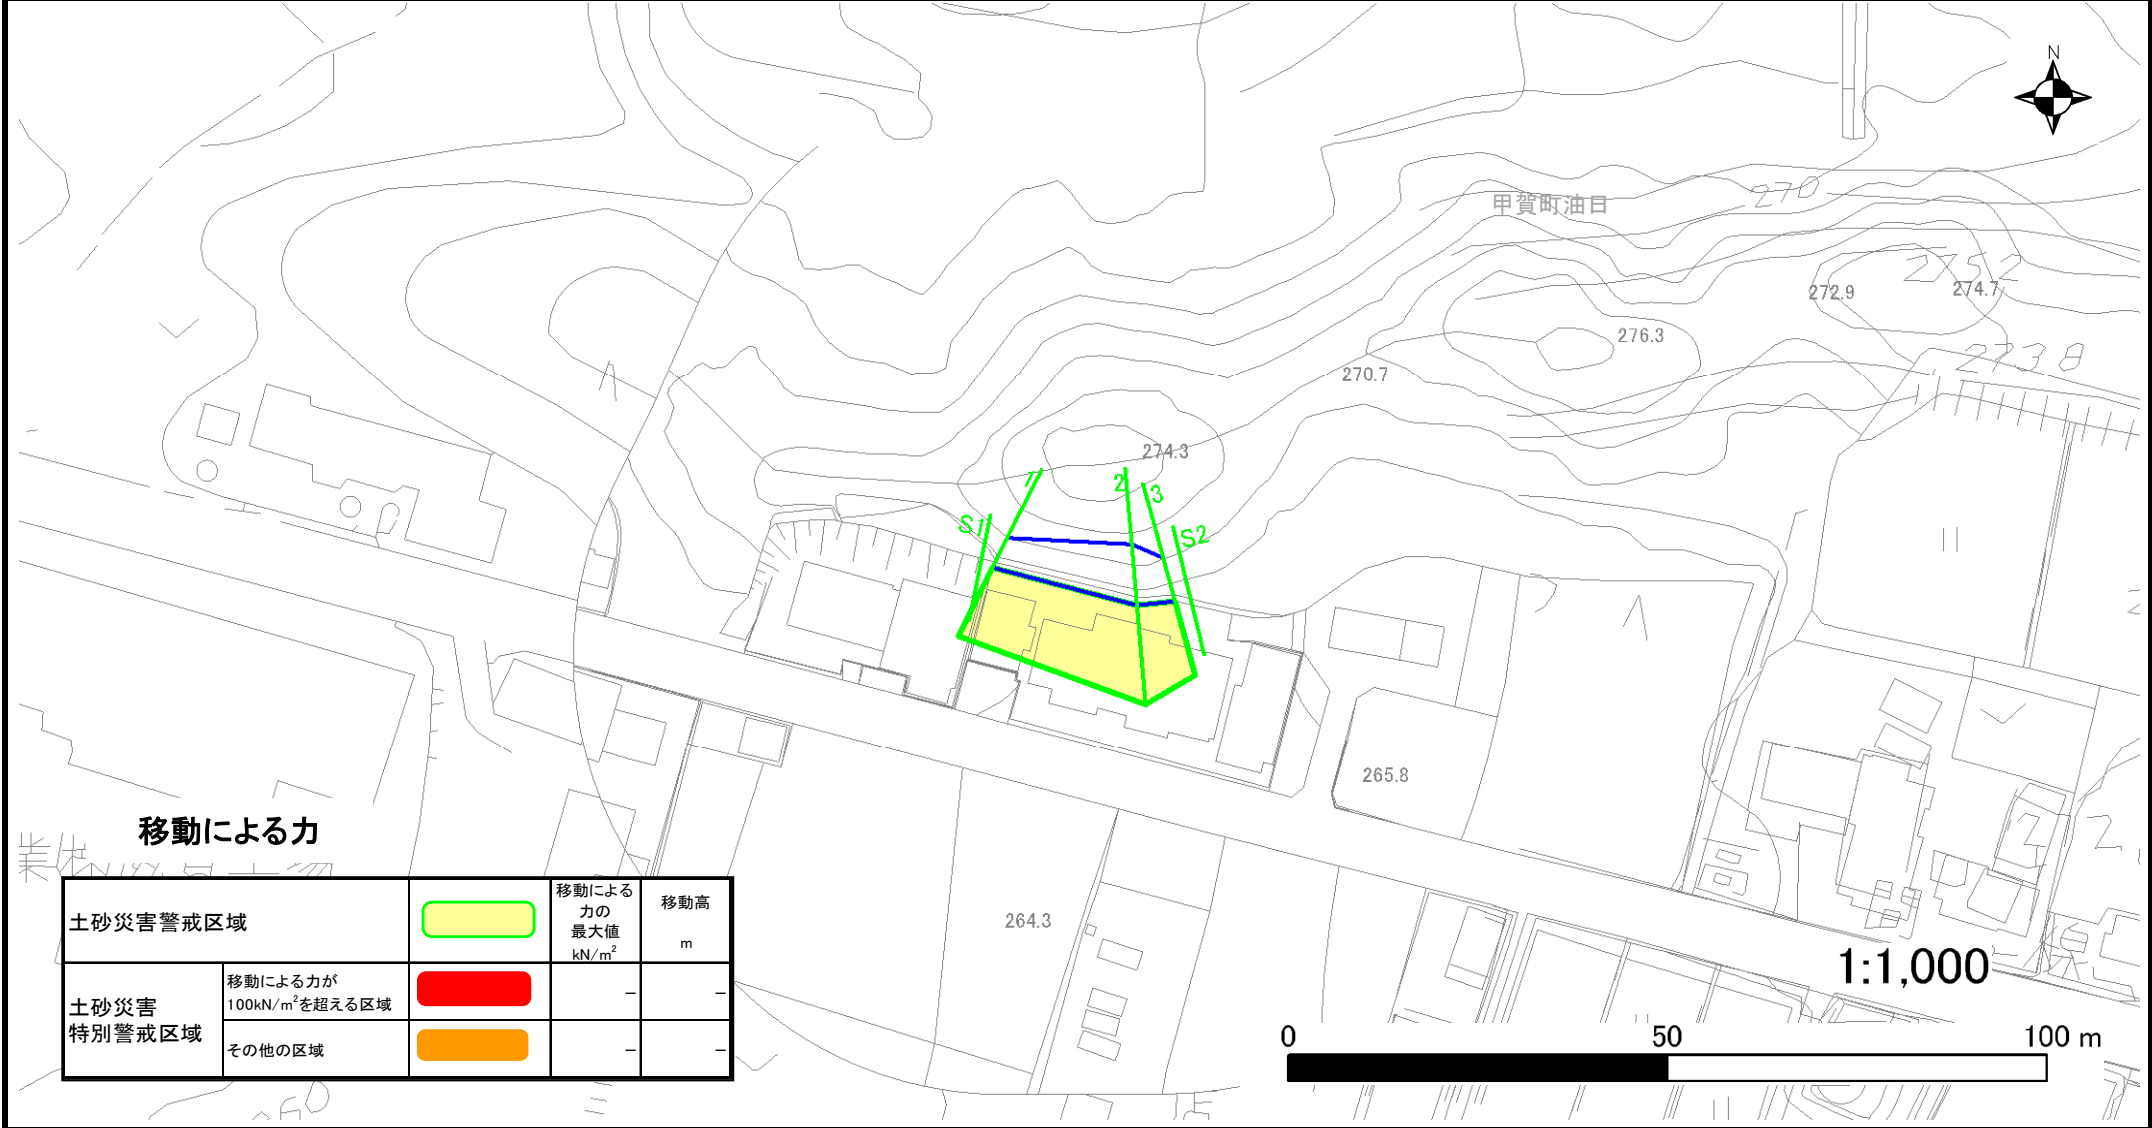 N
甲賀町油日
270
275.2
272.9
274.7
276.3
273.8
270.7
274.3
1
2
3
S1
S2
265.8
264.3
移動による力
土砂災害警戒区域
移動による
力の
最大値
kN/m²
移動高
m
土砂災害
特別警戒区域
移動による力が
100kN/m²を超える区域
－
－
その他の区域
－
－
1:1,000
0
50
100 m